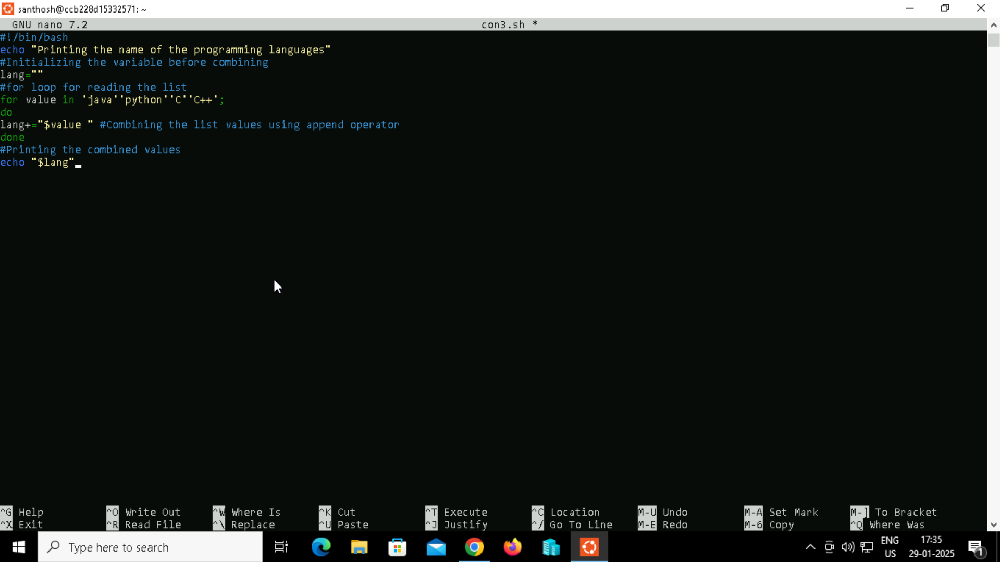 santhosh@ccb228d15332571: ~
GNU nano 7.2 con3.sh *
#!/bin/bash
echo "Printing the name of the programming languages"
#Initializing the variable before combining
lang=""
#for loop for reading the list
for value in 'java''python''C''C++';
do
lang+="$value " #Combining the list values using append operator
done
#Printing the combined values
echo "$lang"
^G Help ^O Write Out ^W Where Is ^K Cut ^T Execute ^C Location M-U Undo M-A Set Mark M-] To Bracket
^X Exit ^R Read File ^\ Replace ^U Paste ^J Justify ^/ Go To Line M-E Redo M-6 Copy ^Q Where Was
Type here to search
ENG
US
17:35
29-01-2025
1